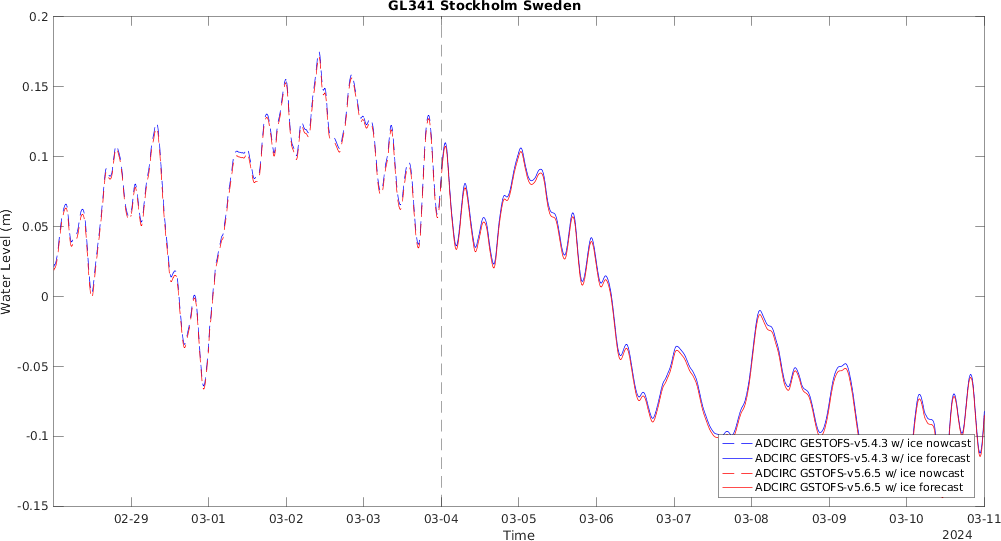 GL341 Stockholm Sweden
0.2
0.15
0.1
0.05
0
-0.05
-0.1
-0.15
Water Level (m)
ADCIRC GESTOFS-v5.4.3 w/ ice nowcast
ADCIRC GESTOFS-v5.4.3 w/ ice forecast
ADCIRC GSTOFS-v5.6.5 w/ ice nowcast
ADCIRC GSTOFS-v5.6.5 w/ ice forecast
02-29 03-01 03-02 03-03 03-04 03-05 03-06 03-07 03-08 03-09 03-10 03-11
Time
2024